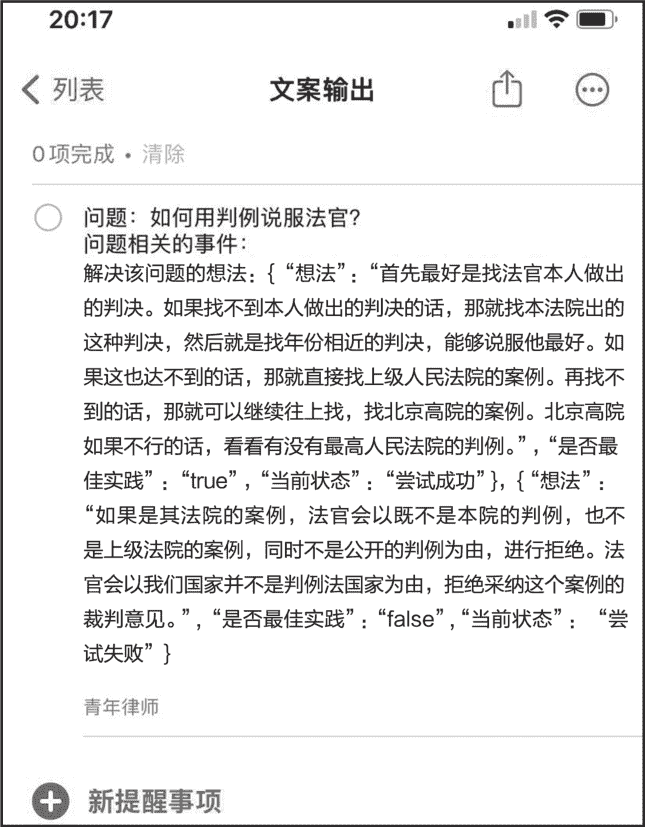 20:17
列表
文案输出
0项完成 • 清除
问题：如何用判例说服法官？
问题相关的事件：
解决该问题的想法：{“想法”：“首先最好是找法官本人做出
的判决。如果找不到本人做出的判决的话，那就找本法院出的
这种判决，然后就是找年份相近的判决，能够说服他最好。如
果这也达不到的话，那就直接找上级人民法院的案例。再找不
到的话，那就可以继续往上找，找北京高院的案例。北京高院
如果不行的话，看看有没有最高人民法院的判例。”，“是否最
佳实践”：“true”，“当前状态”：“尝试成功”}，{“想法”：
“如果是其法院的案例，法官会以既不是本院的判例，也不
是上级法院的案例，同时不是公开的判例为由，进行拒绝。法
官会以我们国家并不是判例法国家为由，拒绝采纳这个案例的
裁判意见。”，“是否最佳实践”：“false”，“当前状态”：“尝
试失败”}
青年律师
新提醒事项